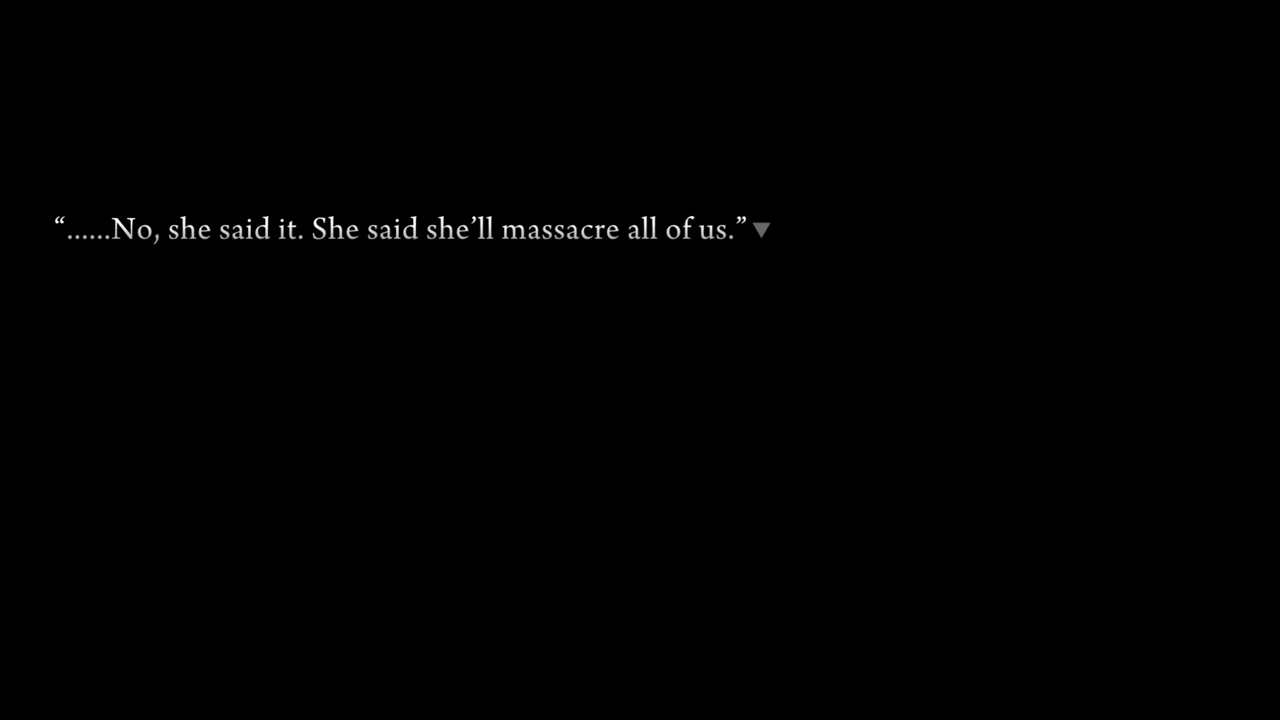 “......No, she said it. She said she’ll massacre all of us.”